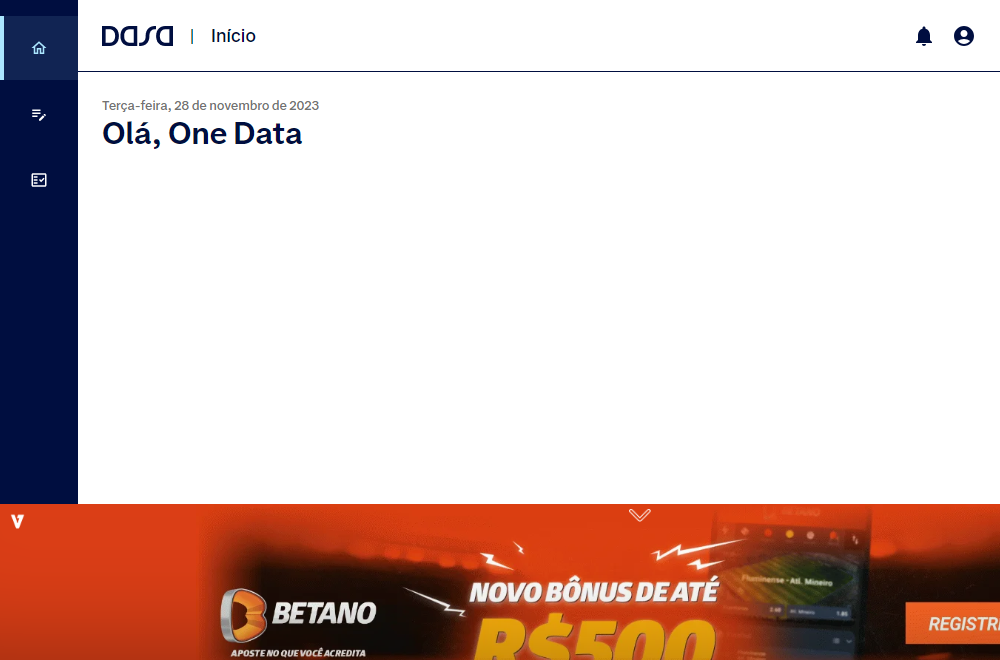 DASA | Início
Terça-feira, 28 de novembro de 2023
Olá, One Data
V
BETANO
Fluminense - Atl. Mineiro
NOVO BÔNUS DE ATÉ
BETANO
R$500
APOSTE NO QUE VOCÊ ACREDITA